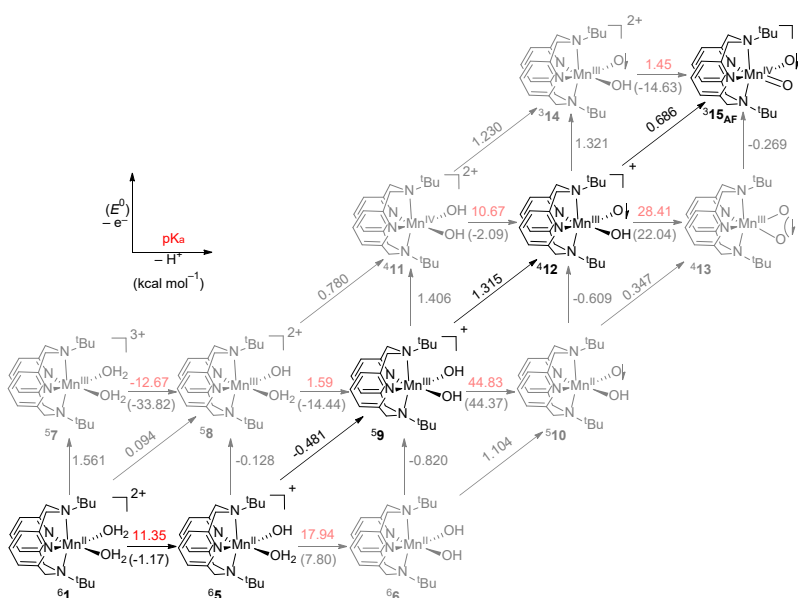 ᵗBu 2+ ᵗBu
N N
N Mnᴵᴵᴵ O 1.45 N Mnᴵⱽ O
N OH (-14.63) N O
N N
ᵗBu ᵗBu
³14 ³15AF
1.230 1.321 0.686 -0.269
(E⁰)
– e⁻
pKa
– H⁺
(kcal mol⁻¹)
ᵗBu 2+ ᵗBu + ᵗBu
N N N
N Mnᴵⱽ OH 10.67 N Mnᴵᴵᴵ O 28.41 N Mnᴵᴵᴵ O
N OH (-2.09) N OH (22.04) N O
N N N
ᵗBu ᵗBu ᵗBu
⁴11 ⁴12 ⁴13
0.780 1.406 1.315 -0.609 0.347
ᵗBu 3+ ᵗBu 2+ ᵗBu + ᵗBu
N N N N
N Mnᴵᴵᴵ OH₂ -12.67 N Mnᴵᴵᴵ OH 1.59 N Mnᴵᴵᴵ OH 44.83 N Mnᴵᴵ O
N OH₂ (-33.82) N OH₂ (-14.44) N OH (44.37) N OH
N N N N
ᵗBu ᵗBu ᵗBu ᵗBu
⁵7 ⁵8 ⁵9 ⁵10
1.561 0.094 -0.128 -0.481 -0.820 1.104
ᵗBu 2+ ᵗBu + ᵗBu
N N N
N Mnᴵᴵ OH₂ 11.35 N Mnᴵᴵ OH 17.94 N Mnᴵᴵ OH
N OH₂ (-1.17) N OH₂ (7.80) N OH
N N N
ᵗBu ᵗBu ᵗBu
⁶1 ⁶5 ⁶6